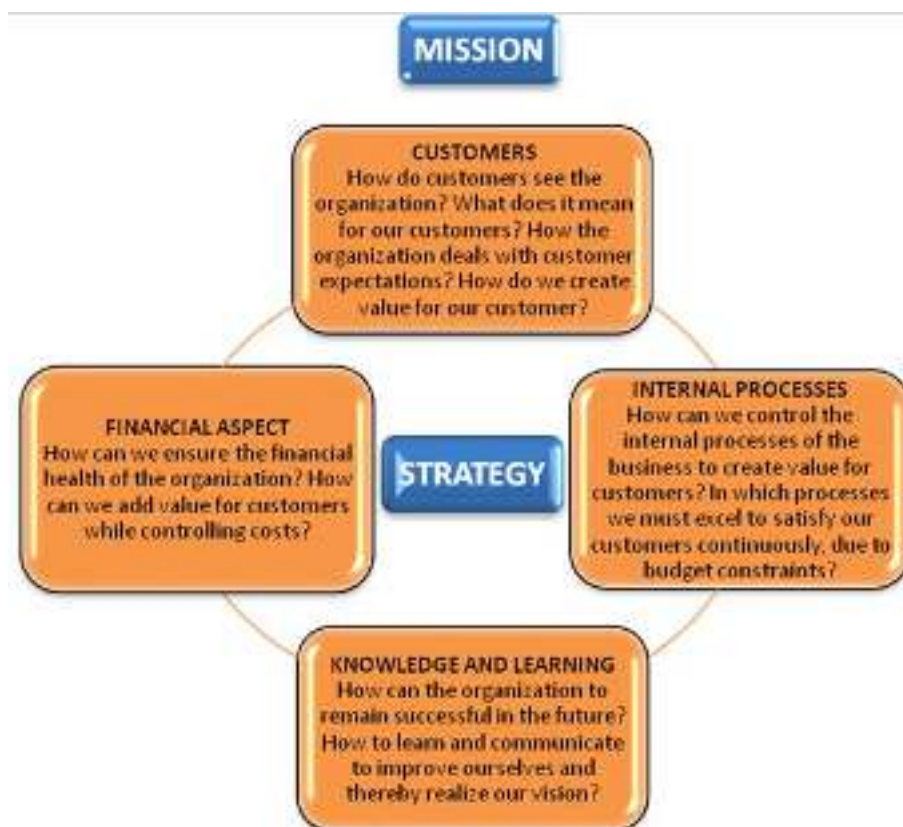 MISSION
CUSTOMERS
How do customers see the
organization? What does it mean
for our customers? How the
organization deals with customer
expectations? How do we create
value for our customer?
FINANCIAL ASPECT
How can we ensure the financial
health of the organization? How
can we add value for customers
while controlling costs?
STRATEGY
INTERNAL PROCESSES
How can we control the
internal processes of the
business to create value for
customers? In which processes
we must excel to satisfy our
customers continuously, due to
budget constraints?
KNOWLEDGE AND LEARNING
How can the organization to
remain successful in the future?
How to learn and communicate
to improve ourselves and
thereby realize our vision?